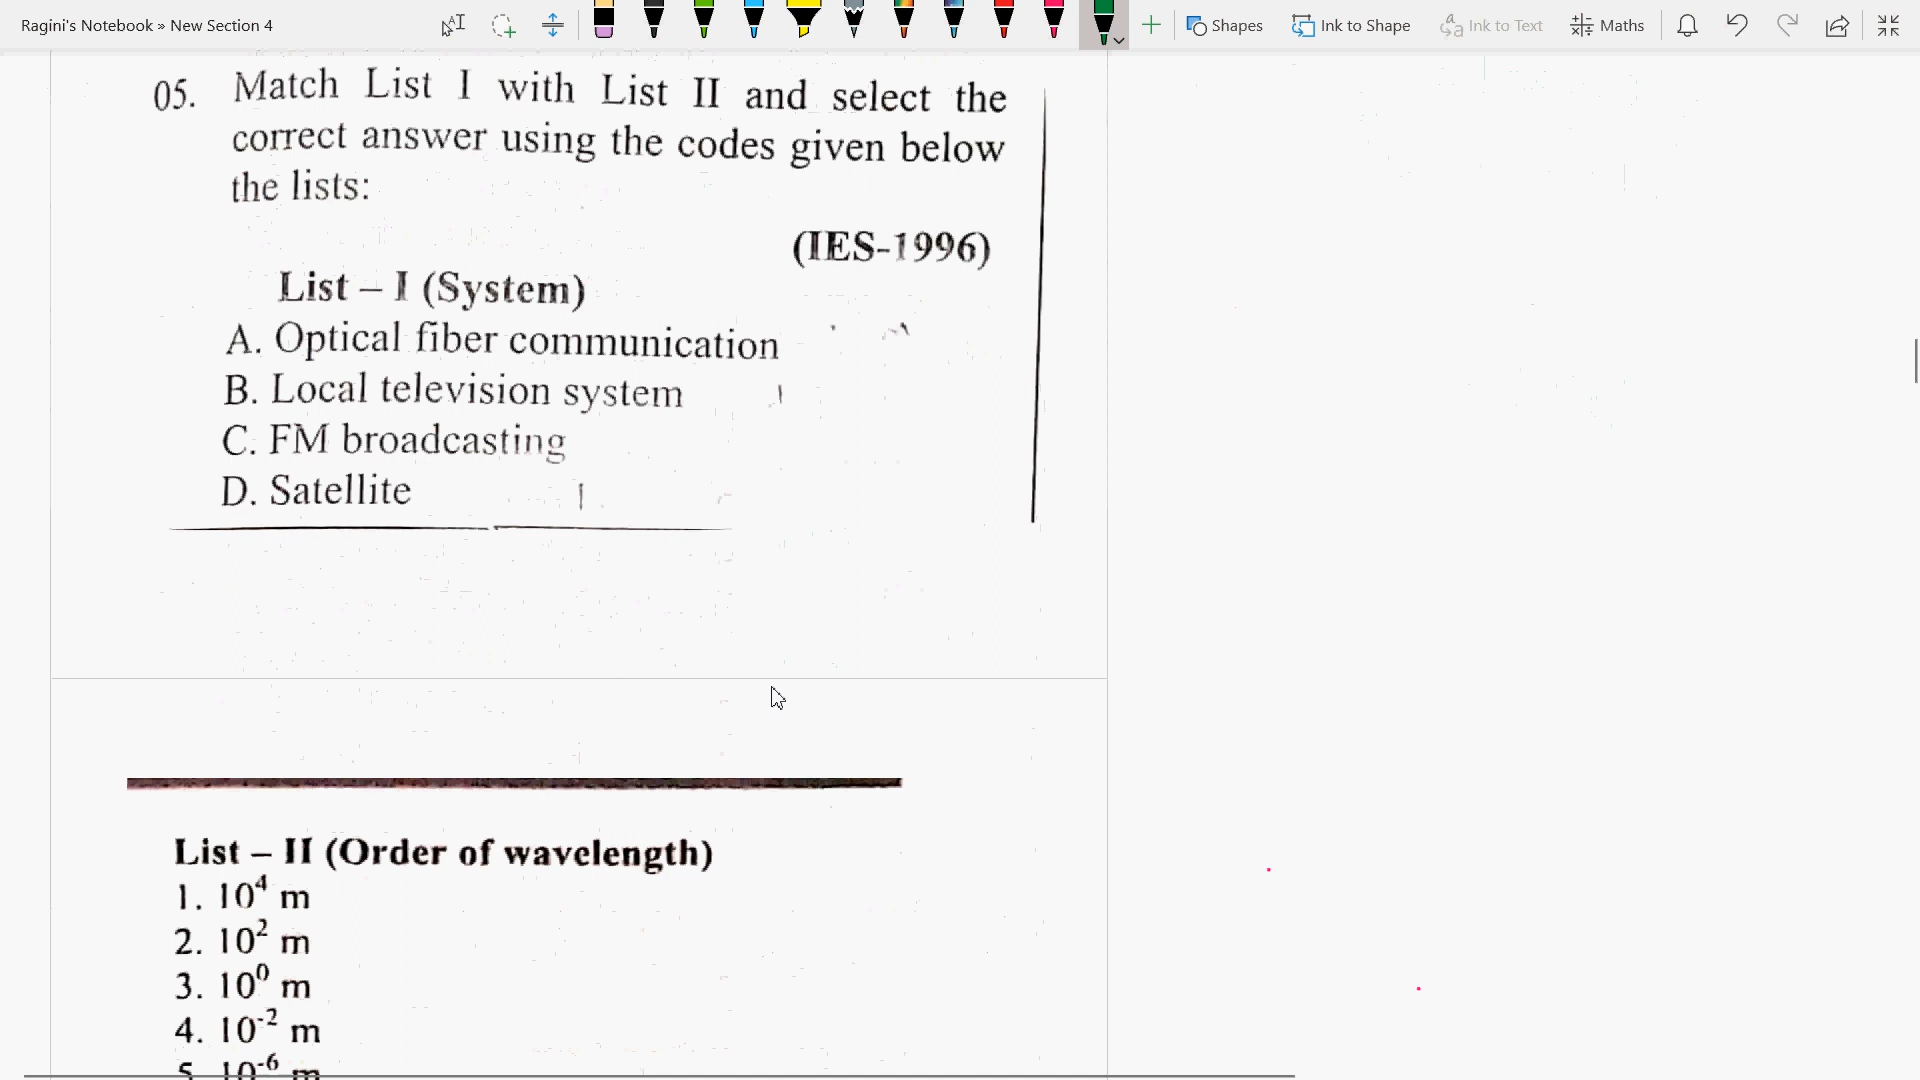 Ragini's Notebook » New Section 4
Shapes
Ink to Shape
Ink to Text
Maths
05. Match List I with List II and select the
correct answer using the codes given below
the lists:
(IES-1996)
List – I (System)
A. Optical fiber communication
B. Local television system
C. FM broadcasting
D. Satellite
List – II (Order of wavelength)
1. 10⁴ m
2. 10² m
3. 10⁰ m
4. 10⁻² m
5. 10⁻⁶ m